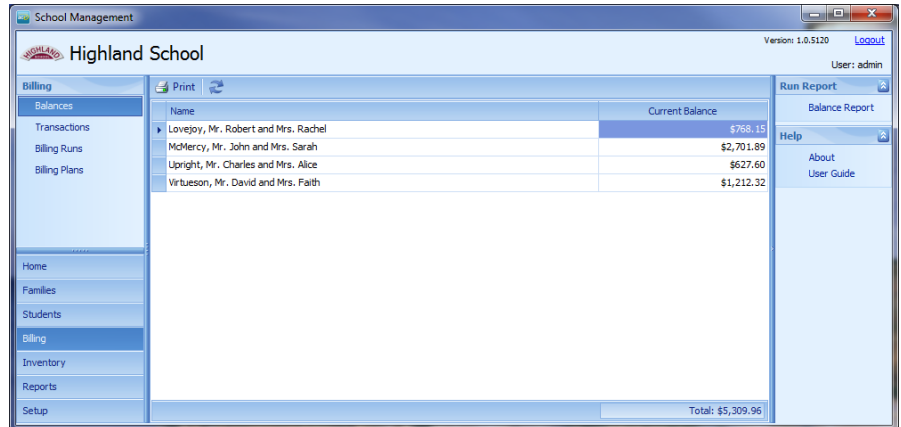 School Management
HIGHLAND
Highland School
Version: 1.0.5120 Logout
User: admin
Billing
Balances
Transactions
Billing Runs
Billing Plans
Home
Families
Students
Billing
Inventory
Reports
Setup
Print
Name Current Balance
Lovejoy, Mr. Robert and Mrs. Rachel $768.15
McMercy, Mr. John and Mrs. Sarah $2,701.89
Upright, Mr. Charles and Mrs. Alice $627.60
Virtueson, Mr. David and Mrs. Faith $1,212.32
Total: $5,309.96
Run Report
Balance Report
Help
About
User Guide